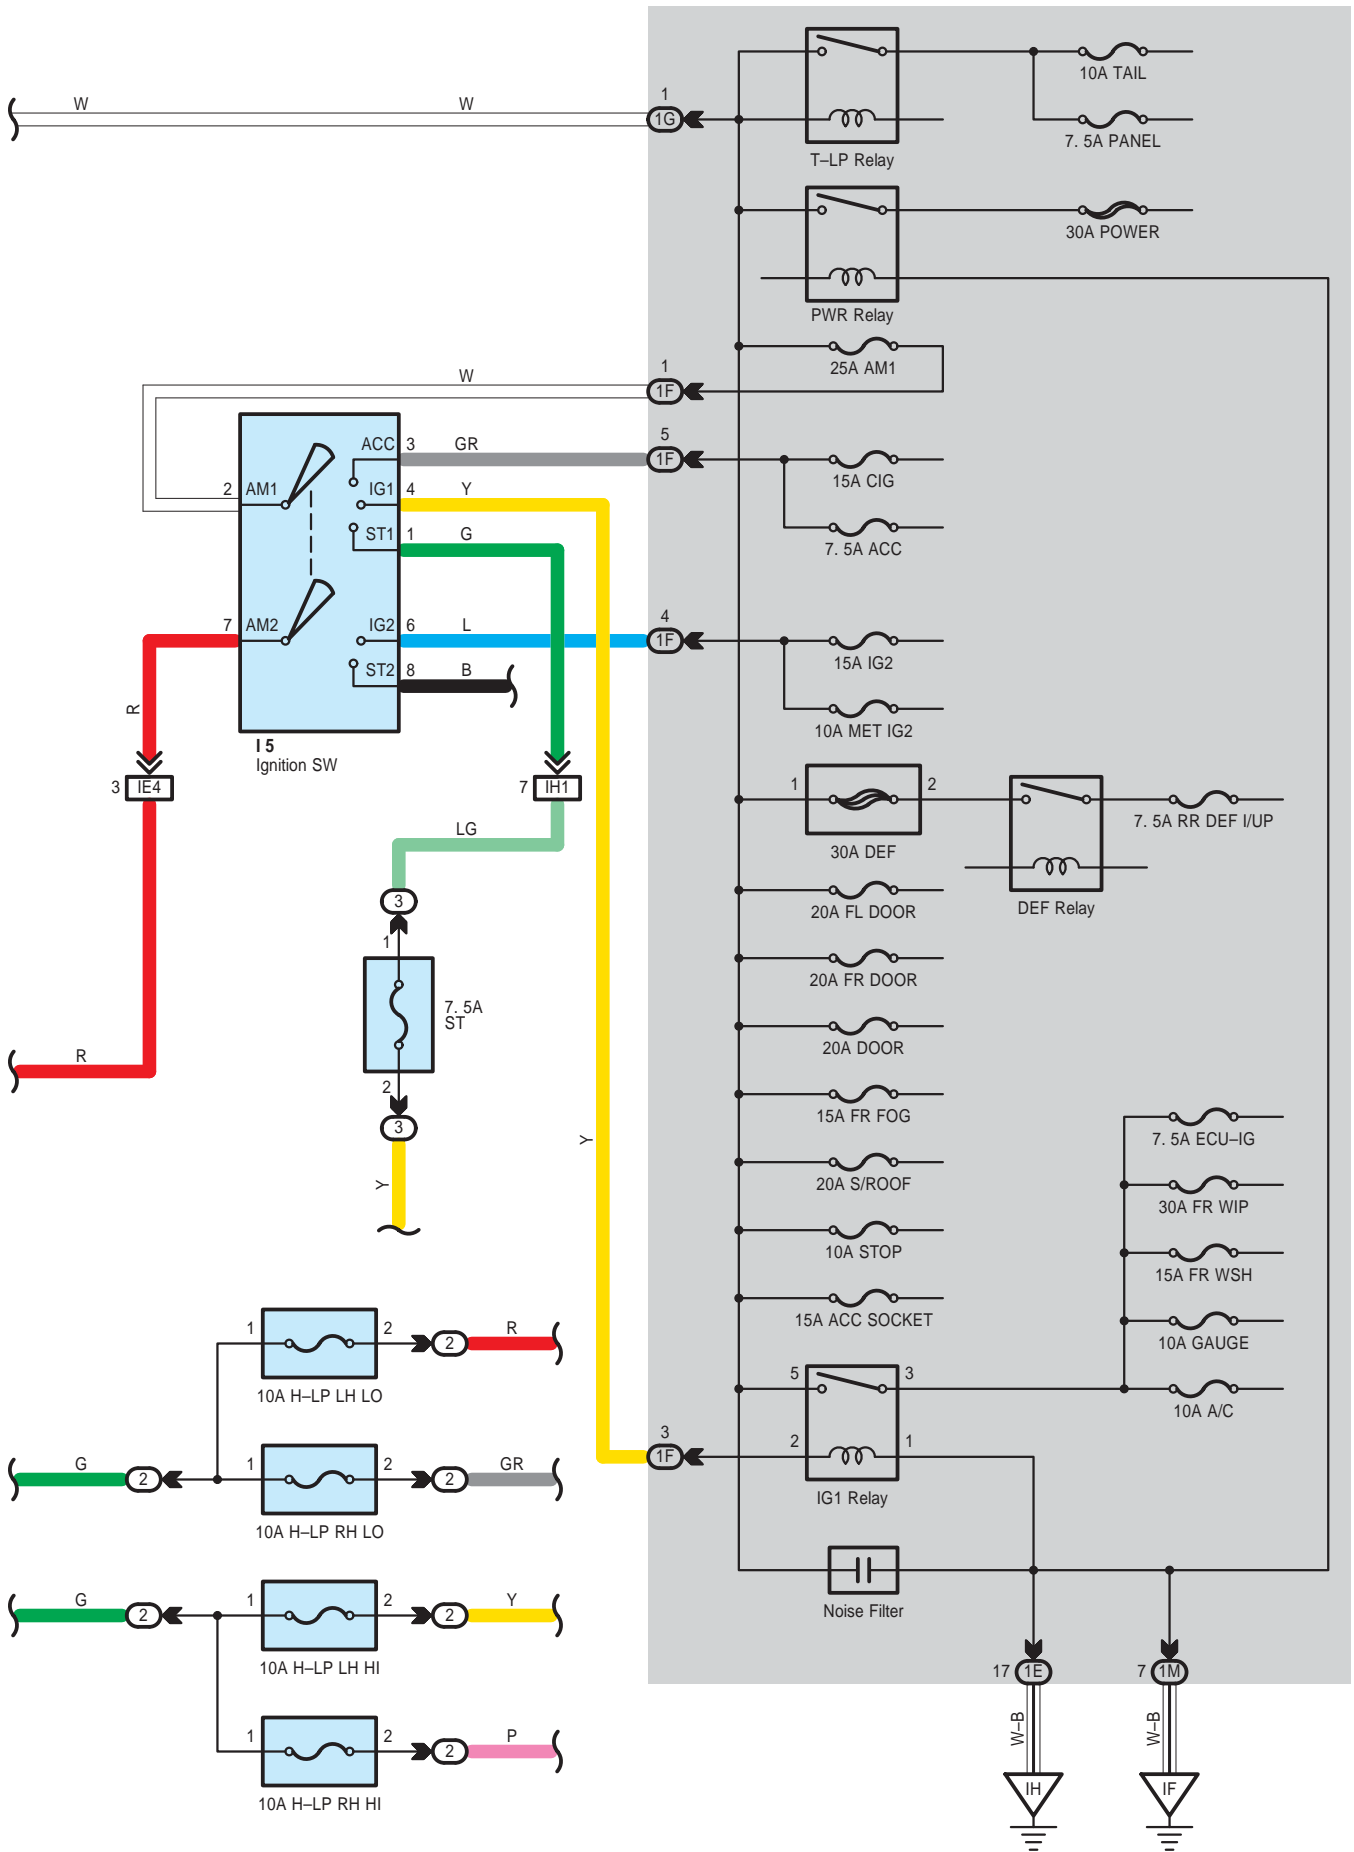 10A TAIL
W W 1
1G
7. 5A PANEL
T–LP Relay
30A POWER
PWR Relay
25A AM1
W 1
1F
ACC 3 GR 5
1F
15A CIG
2 AM1 IG1 4 Y
ST1 1 G
7. 5A ACC
7 AM2 IG2 6 L 4
1F
15A IG2
ST2 8 B
R
10A MET IG2
I 5
Ignition SW
3 IE4
7 IH1
1 2
30A DEF
7. 5A RR DEF I/UP
DEF Relay
LG
3
1
20A FL DOOR
20A FR DOOR
7. 5A
ST
20A DOOR
R
2
3
15A FR FOG
7. 5A ECU–IG
Y
Y
20A S/ROOF
30A FR WIP
10A STOP
15A FR WSH
15A ACC SOCKET
10A GAUGE
1 2 2 R
10A H–LP LH LO
5 3
10A A/C
3
1F
2 1
IG1 Relay
G 2 1 2 2 GR
10A H–LP RH LO
Noise Filter
G 2 1 2 2 Y
10A H–LP LH HI
17 1E 7 1M
W–B W–B
1 2 2 P
10A H–LP RH HI
IH IF